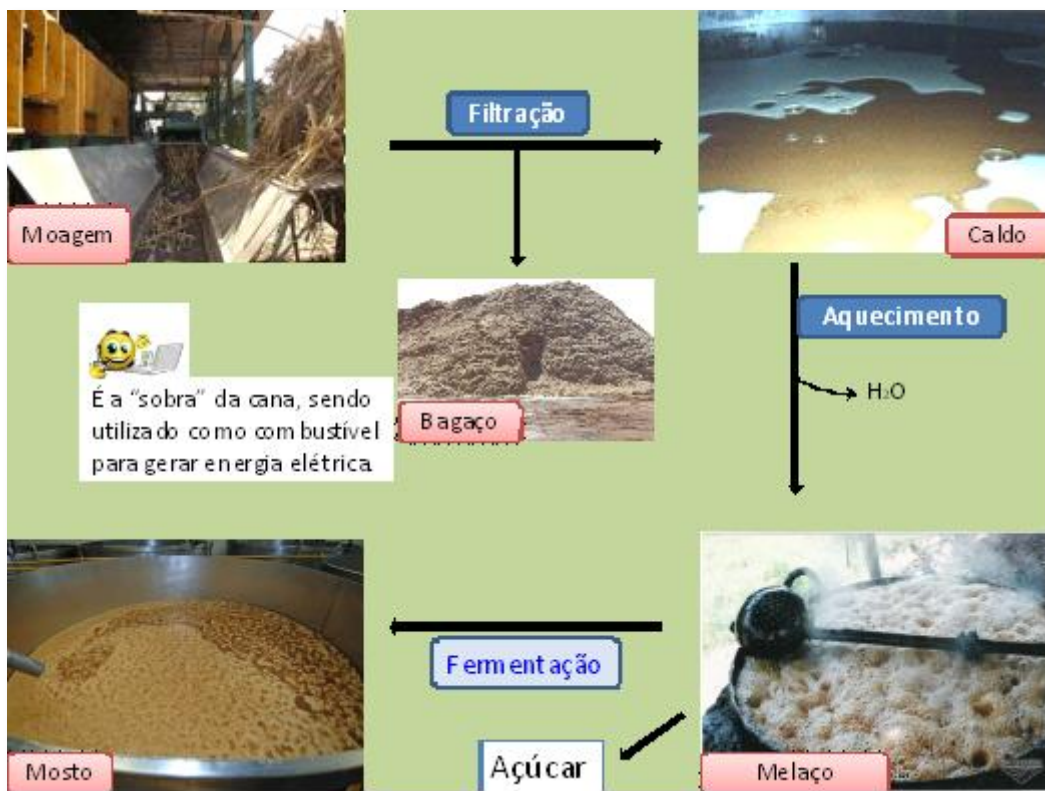 Filtração
Moagem
Caldo
Aquecimento
H₂O
É a "sobra" da cana, sendo
utilizado como combustível
para gerar energia elétrica.
Bagaço
Fermentação
Açúcar
Mosto
Melaço